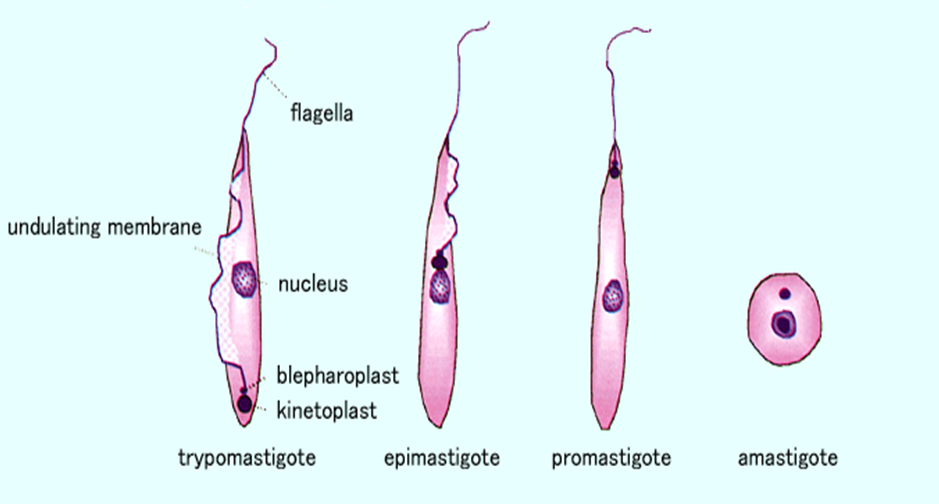 flagella
undulating membrane
nucleus
blepharoplast
kinetoplast
trypomastigote
epimastigote
promastigote
amastigote